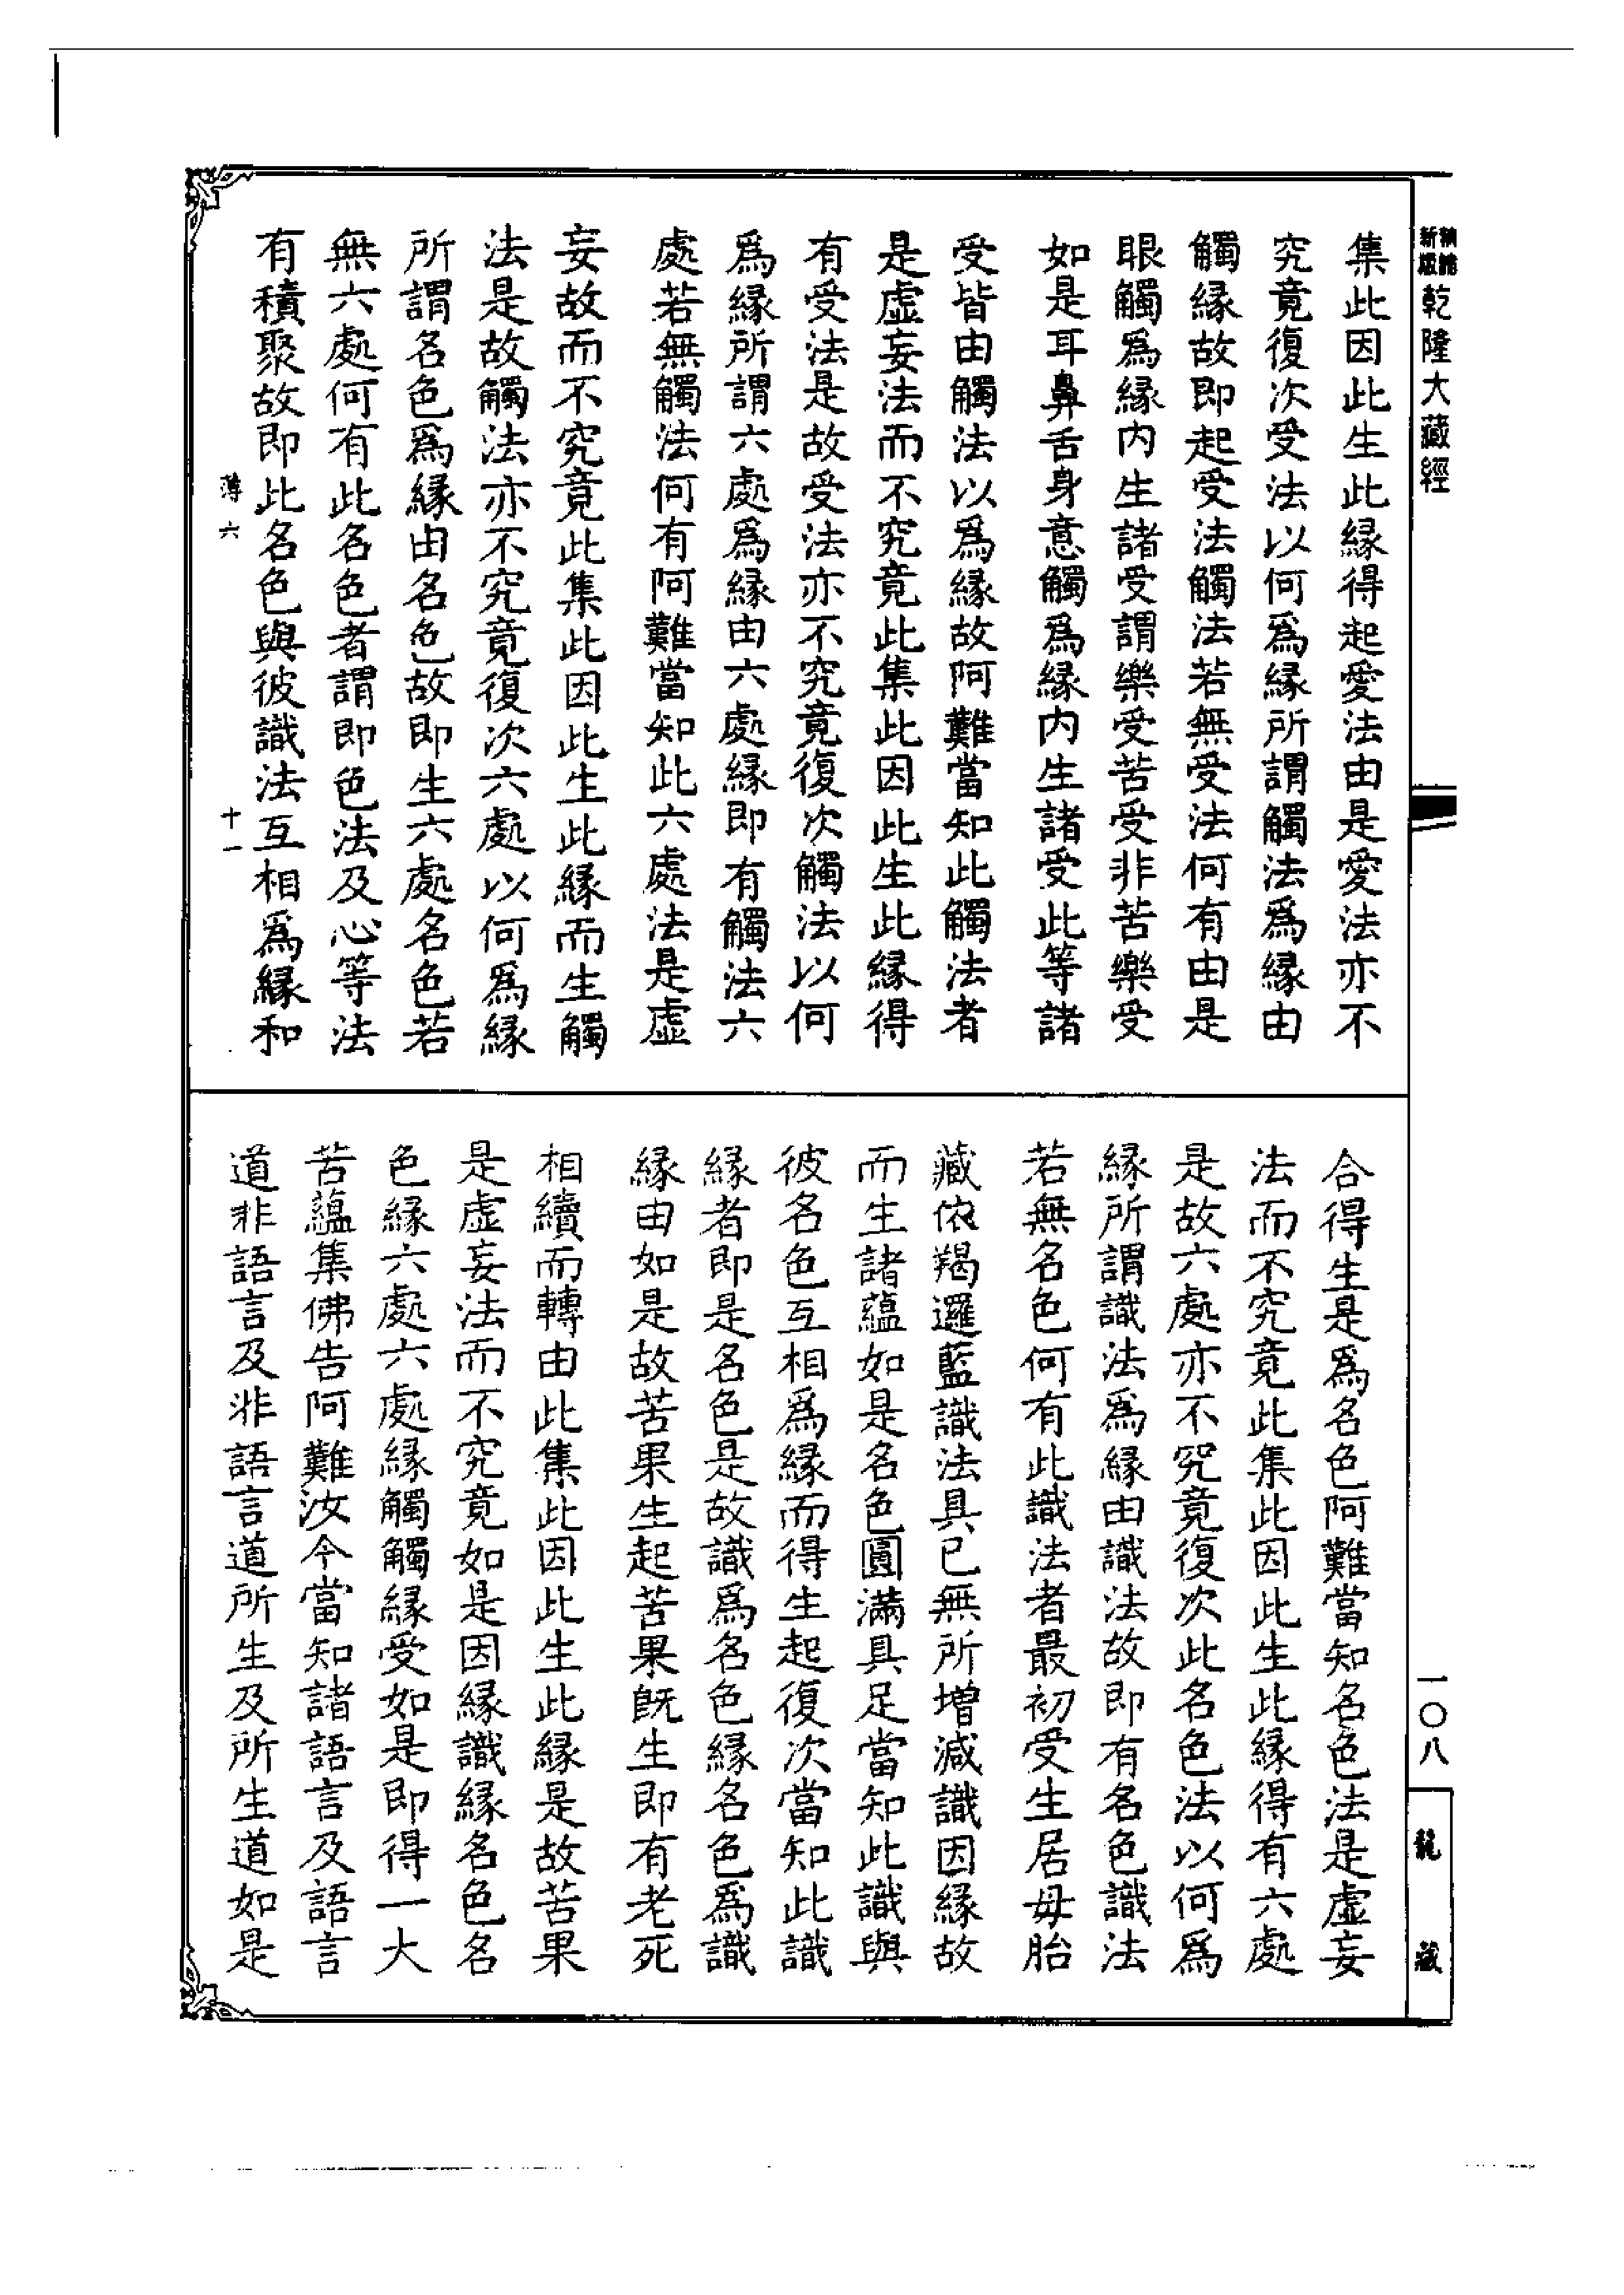 新版
精緻
乾隆大藏經
一〇八
龍藏
集此因此生此緣得起愛法由是愛法亦不
究竟復次受法以何爲緣所謂觸法爲緣由
觸緣故即起受法觸法若無受法何有由是
眼觸爲緣內生諸受謂樂受苦受非苦樂受
如是耳鼻舌身意觸爲緣內生諸受此等諸
受皆由觸法以爲緣故阿難當知此觸法者
是虛妄法而不究竟此集此因此生此緣得
有受法是故受法亦不究竟復次觸法以何
爲緣所謂六處爲緣由六處緣即有觸法六
處若無觸法何有阿難當知此六處法是虛
妄故而不究竟此集此因此生此緣而生觸
法是故觸法亦不究竟復次六處以何爲緣
所謂名色爲緣由名色故即生六處名色若
無六處何有此名色者謂即色法及心等法
有積聚故即此名色與彼識法互相爲緣和
薄六 十一
合得生是爲名色阿難當知名色法是虛妄
法而不究竟此集此因此生此緣得有六處
是故六處亦不究竟復次此名色法以何爲
緣所謂識法爲緣由識法故即有名色識法
若無名色何有此識法者最初受生居母胎
藏依羯邏藍識法具已無所增減識因緣故
而生諸蘊如是名色圓滿具足當知此識與
彼名色互相爲緣而得生起復次當知此識
緣者即是名色是故識爲名色緣名色爲識
緣由如是故苦果生起苦果旣生即有老死
相續而轉由此集此因此生此緣是故苦果
是虛妄法而不究竟如是因緣識緣名色名
色緣六處六處緣觸觸緣受如是即得一大
苦蘊集佛告阿難汝今當知諸語言及語言
道非語言及非語言道所生及所生道如是